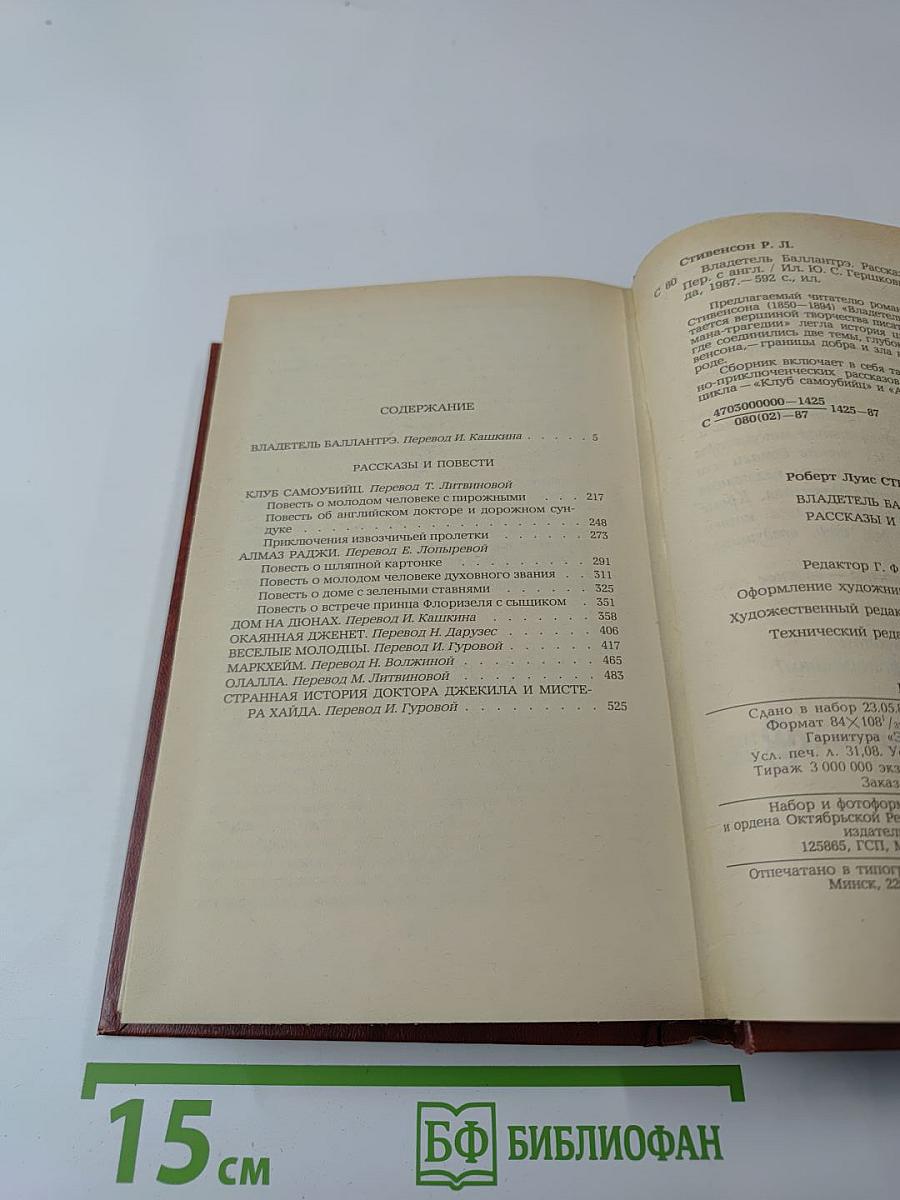 СОДЕРЖАНИЕ
ВЛАДЕТЕЛЬ БАЛЛАНТРЭ. Перевод И. Кашкина . . . . . 5
РАССКАЗЫ И ПОВЕСТИ
КЛУБ САМОУБИЙЦ. Перевод Т. Литвиновой
Повесть о молодом человеке с пирожными . . . 217
Повесть об английском докторе и дорожном сун-
дуке . . . . . . . . . . . . . . . . . . 248
Приключения извозчичьей пролетки . . . . . . 273
АЛМАЗ РАДЖИ. Перевод Е. Лопыревой
Повесть о шляпной картонке . . . . . . . . . 291
Повесть о молодом человеке духовного звания . . 311
Повесть о доме с зелеными ставнями . . . . . . 325
Повесть о встрече принца Флоризеля с сыщиком . 351
ДОМ НА ДЮНАХ. Перевод И. Кашкина . . . . . . . 358
ОКАЯННАЯ ДЖЕНЕТ. Перевод Н. Дарузес . . . . . . 406
ВЕСЕЛЫЕ МОЛОДЦЫ. Перевод И. Гуровой . . . . . . 417
МАРКХЕЙМ. Перевод Н. Волжиной . . . . . . . . 465
ОЛАЛЛА. Перевод М. Литвиновой . . . . . . . . 483
СТРАННАЯ ИСТОРИЯ ДОКТОРА ДЖЕКИЛА И МИСТЕ-
РА ХАЙДА. Перевод И. Гуровой . . . . . . . . . 525
Стивенсон Р. Л.
С 80 Владетель Баллантрэ. Расска
Пер. с англ. / Ил. Ю. С. Гершков
да, 1987.— 592 с., ил.
Предлагаемый читателю роман
Стивенсона (1850—1894) «Владетель
тается вершиной творчества писат
мана-трагедии» легла история
где соединились две темы, глубок
венсона,— границы добра и зла
роде.
Сборник включает в себя
но-приключенческих рассказов
цикла — «Клуб самоубийц» и «А
С 4703000000—1425 / 080(02)—87 1425—87
Роберт Луис Ст
ВЛАДЕТЕЛЬ БА
РАССКАЗЫ И
Редактор Г. Ф
Оформление художни
Художественный редак
Технический реда
Сдано в набор 23.05.8
Формат 84×108 1/3
Гарнитура «Э
Усл. печ. л. 31,08. У
Тираж 3 000 000 экз
Заказ
Набор и фотоформ
и ордена Октябрьской Ре
издатель
125865, ГСП, М
Отпечатано в типогр
Минск, 22
15 см
БФ БИБЛИОФАН